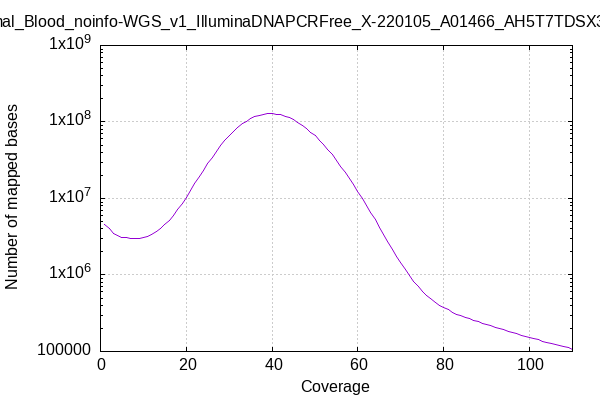 nal_Blood_noinfo-WGS_v1_IlluminaDNAPCRFree_X-220105_A01466_AH5T7TDSX3
1x10⁹
1x10⁸
1x10⁷
1x10⁶
100000
0 20 40 60 80 100
Number of mapped bases
Coverage